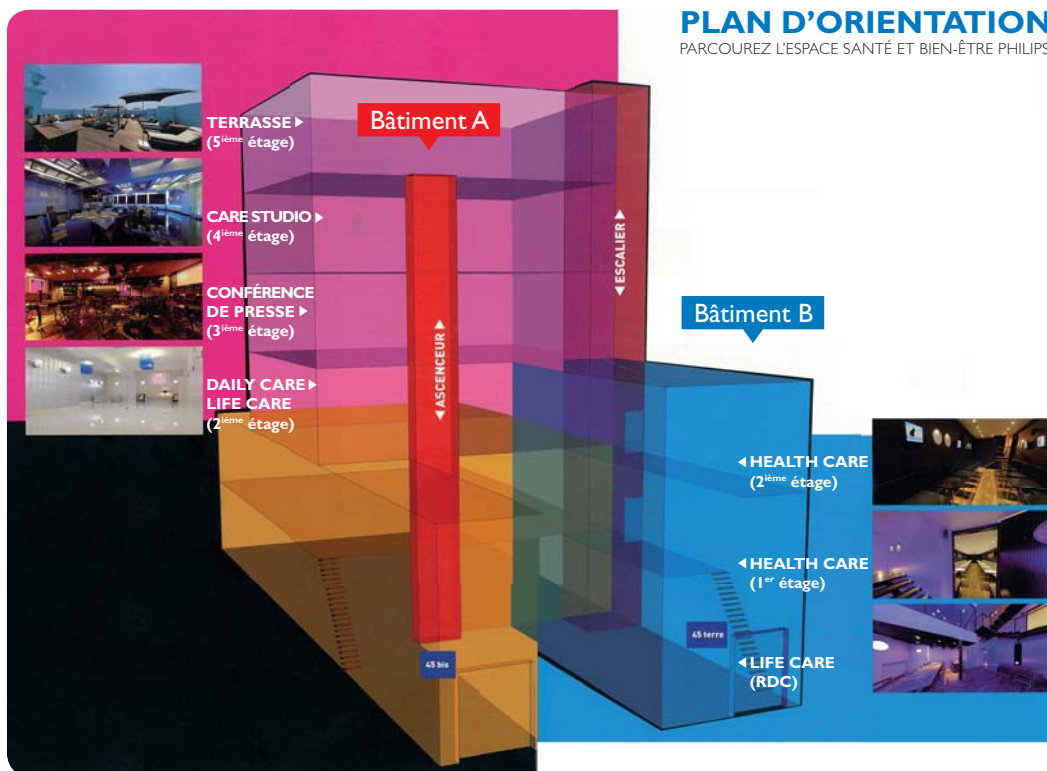 PLAN D'ORIENTATION
PARCOUREZ L'ESPACE SANTÉ ET BIEN-ÊTRE PHILIPS
Bâtiment A
TERRASSE ▶
(5ième étage)
CARE STUDIO ▶
(4ième étage)
CONFÉRENCE
DE PRESSE ▶
(3ième étage)
DAILY CARE ▶
LIFE CARE
(2ième étage)
◀ ASCENCEUR ▶
◀ ESCALIER ▶
45 bis
Bâtiment B
◀ HEALTH CARE
(2ième étage)
◀ HEALTH CARE
(1er étage)
45 terre
◀ LIFE CARE
(RDC)